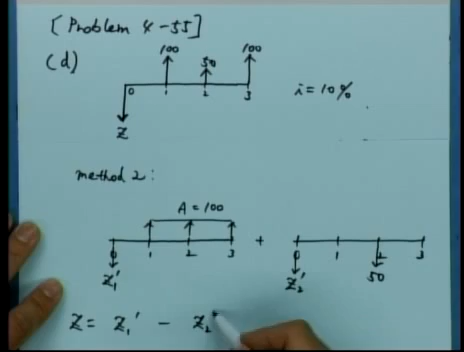 [Problem 4-55]
(d)
100 50 100
0 1 2 3
i = 10%
Z
method 2:
A = 100
0 1 2 3 + 0 1 2 3
Z₁' Z₂' 50
Z = Z₁' - Z₂'